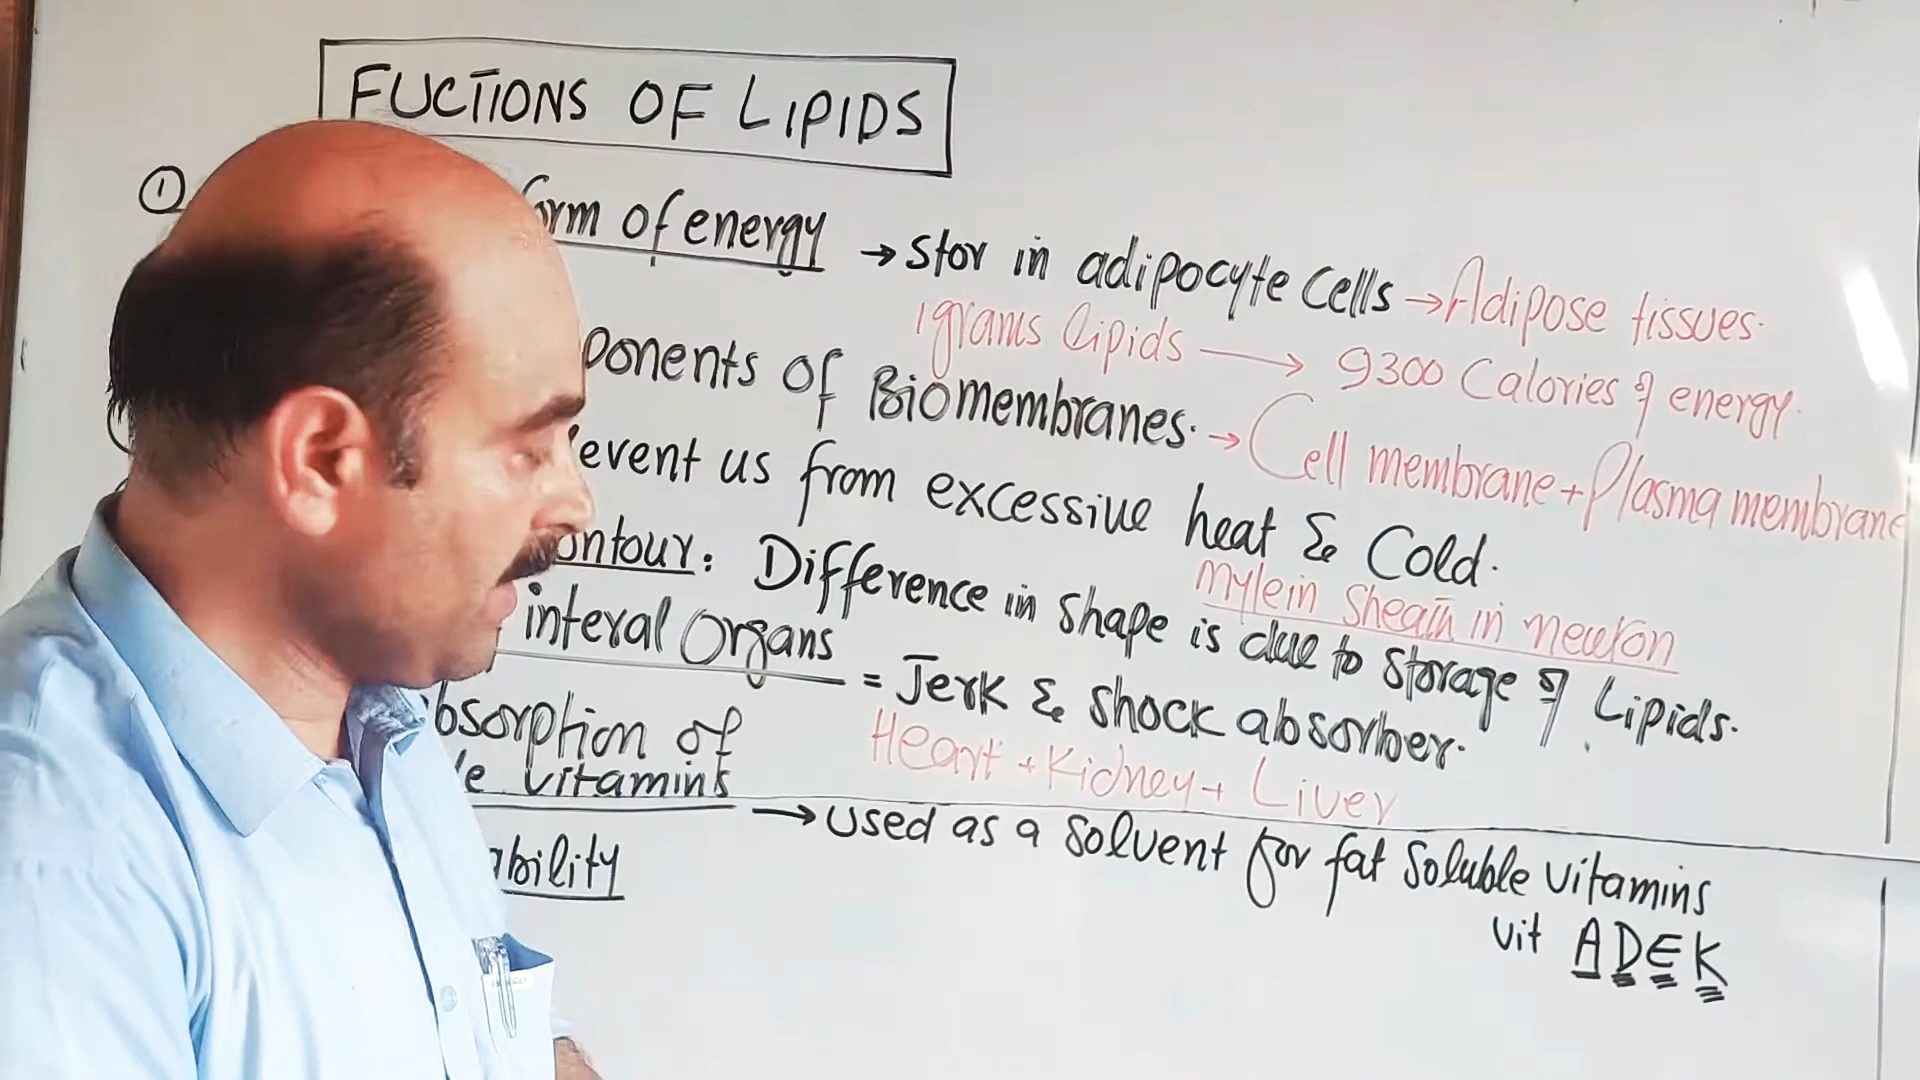 FUCTIONS OF LIPIDS
① form of energy → Stor in adipocyte Cells → Adipose tissues.
1grams lipids → 9300 Calories of energy.
ponents of Biomembranes. → Cell membrane + Plasma membrane
event us from excessive heat & Cold.
Mylein Sheath in neuron
ontour: Difference in Shape is due to Storage of Lipids.
interal Organs = Jerk & Shock absorber.
Heart + Kidney + Liver
bsorption of
le vitamins → used as a Solvent for fat Soluble vitamins
vit A D E K
ability